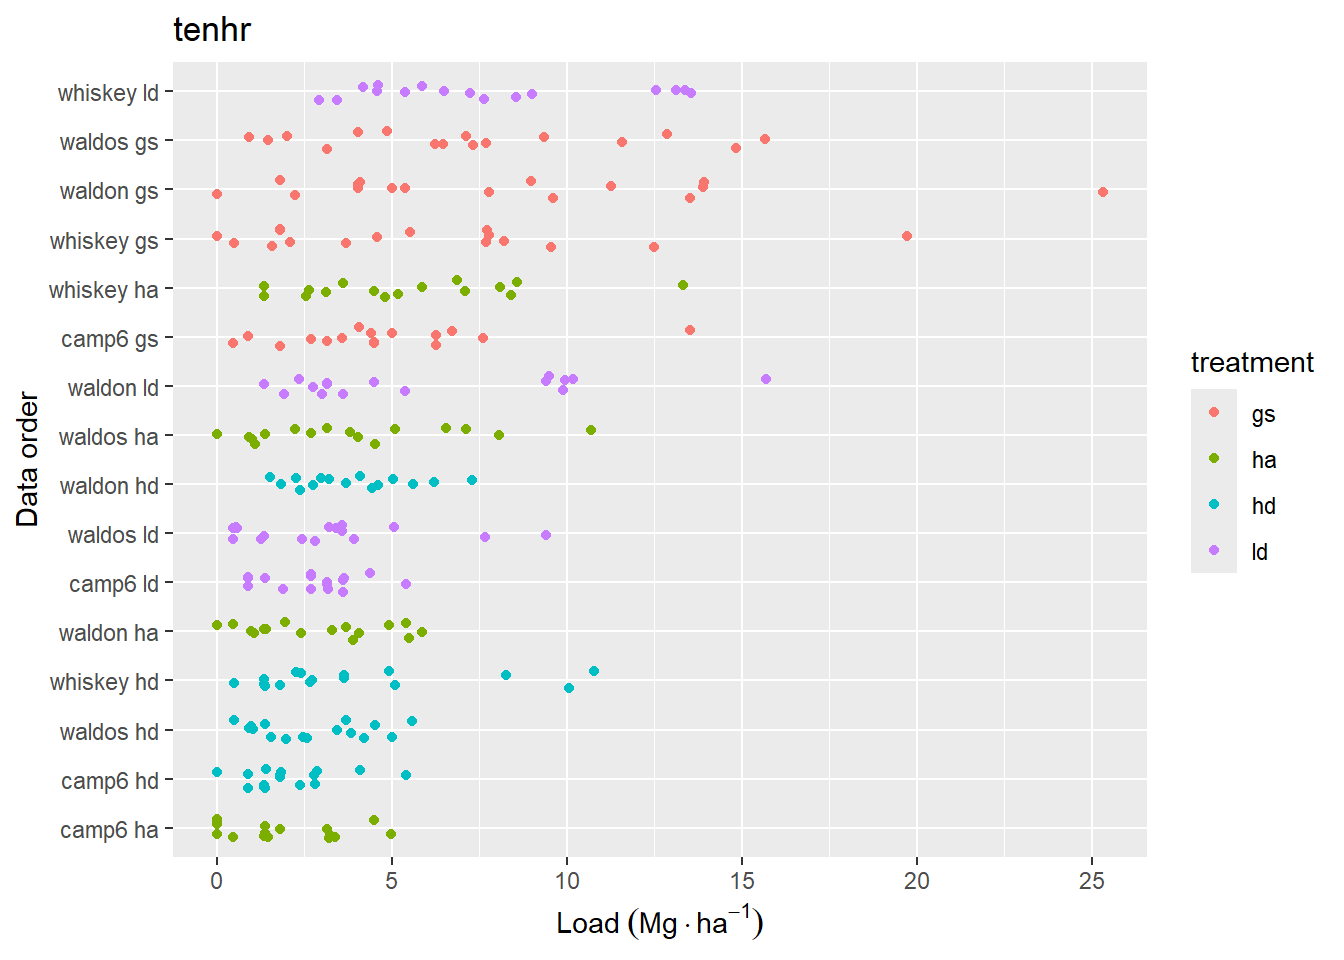 tenhr
whiskey ld
waldos gs
waldon gs
whiskey gs
whiskey ha
camp6 gs
waldon ld
waldos ha
waldon hd
waldos ld
camp6 ld
waldon ha
whiskey hd
waldos hd
camp6 hd
camp6 ha
Data order
0 5 10 15 20 25
Load (Mg · ha⁻¹)
treatment
gs
ha
hd
ld